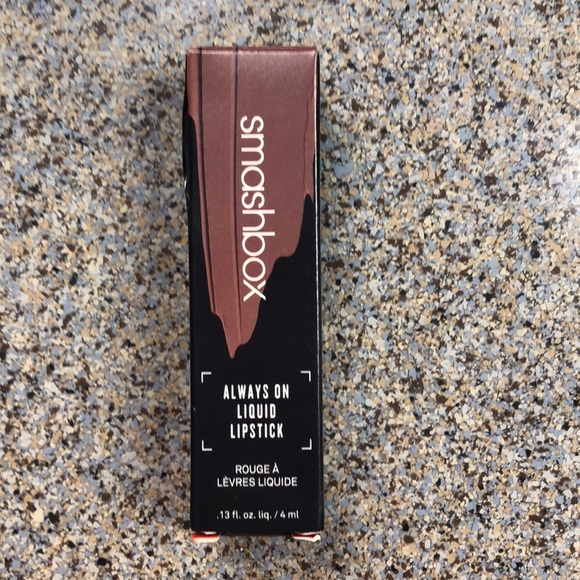 smashbox
ALWAYS ON
LIQUID
LIPSTICK
ROUGE À
LÈVRES LIQUIDE
.13 fl. oz. liq. / 4 ml